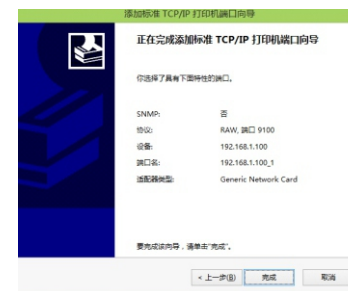 添加标准 TCP/IP 打印机端口向导
正在完成添加标准 TCP/IP 打印机端口向导
你选择了具有下面特性的端口。
SNMP: 否
协议: RAW, 端口 9100
设备: 192.168.1.100
端口名: 192.168.1.100_1
适配器类型: Generic Network Card
要完成该向导，请单击"完成"。
< 上一步(B) 完成 取消